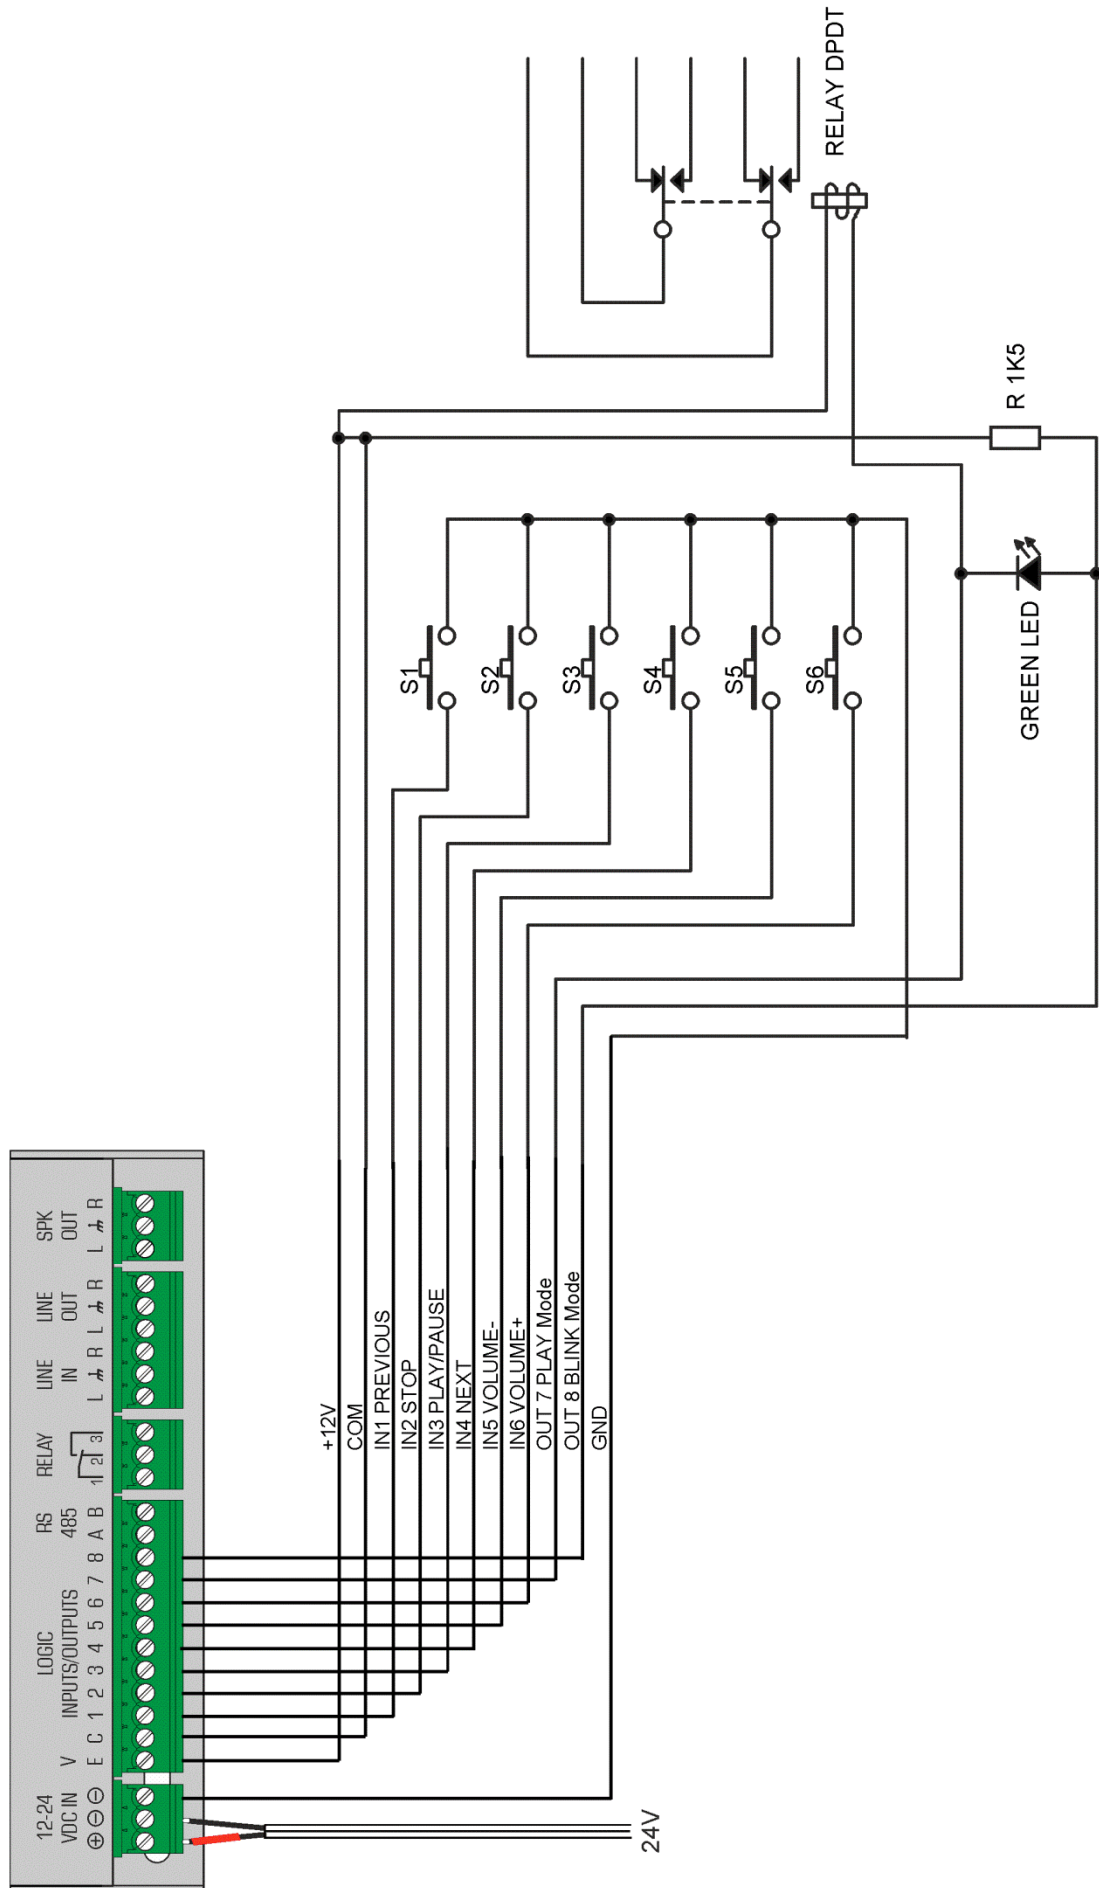 12-24
VDC IN
⊕ ⊖ ⊖
V
E C
LOGIC
INPUTS/OUTPUTS
1 2 3 4 5 6 7 8
RS
485
A B
RELAY
1 2 3
LINE
IN
L R
LINE
OUT
L R
SPK
OUT
L R
24V
+12V
COM
IN1 PREVIOUS
IN2 STOP
IN3 PLAY/PAUSE
IN4 NEXT
IN5 VOLUME-
IN6 VOLUME+
OUT 7 PLAY Mode
OUT 8 BLINK Mode
GND
S1
S2
S3
S4
S5
S6
GREEN LED
R 1K5
RELAY DPDT